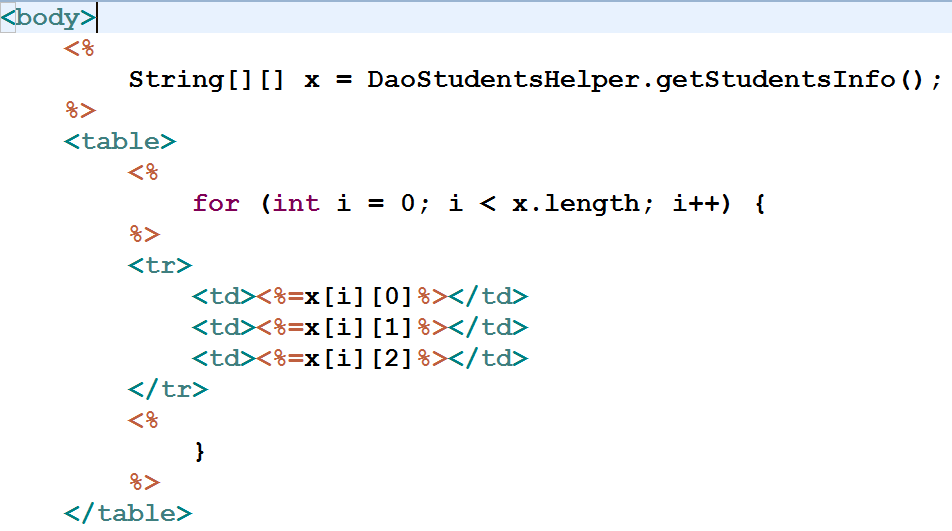 <body>
<%
String[][] x = DaoStudentsHelper.getStudentsInfo();
%>
<table>
<%
for (int i = 0; i < x.length; i++) {
%>
<tr>
<td><%=x[i][0]%></td>
<td><%=x[i][1]%></td>
<td><%=x[i][2]%></td>
</tr>
<%
}
%>
</table>